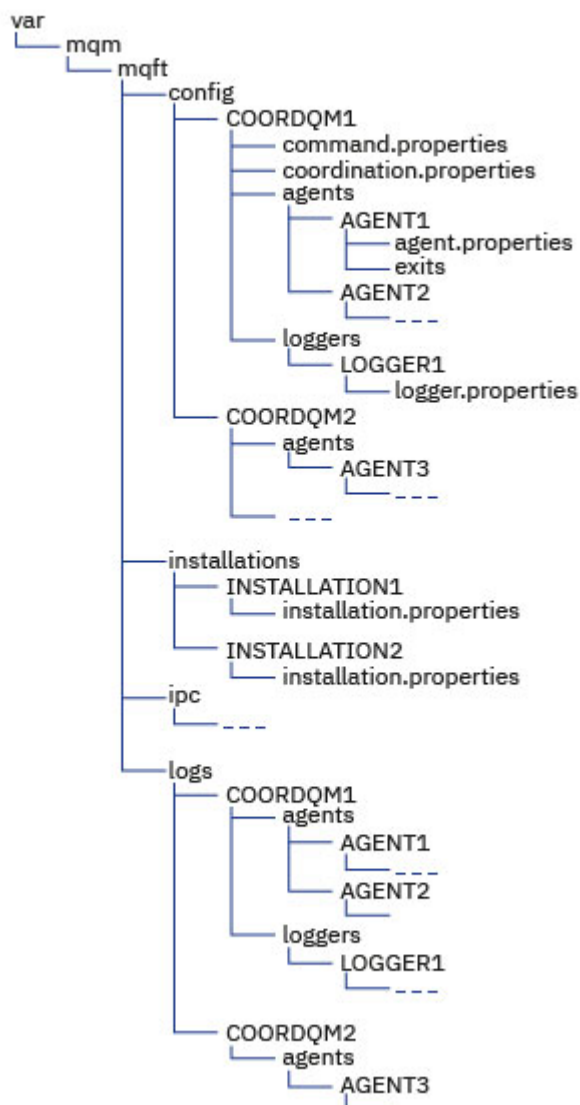 var
mqm
mqft
config
COORDQM1
command.properties
coordination.properties
agents
AGENT1
agent.properties
exits
AGENT2
loggers
LOGGER1
logger.properties
COORDQM2
agents
AGENT3
installations
INSTALLATION1
installation.properties
INSTALLATION2
installation.properties
ipc
logs
COORDQM1
agents
AGENT1
AGENT2
loggers
LOGGER1
COORDQM2
agents
AGENT3